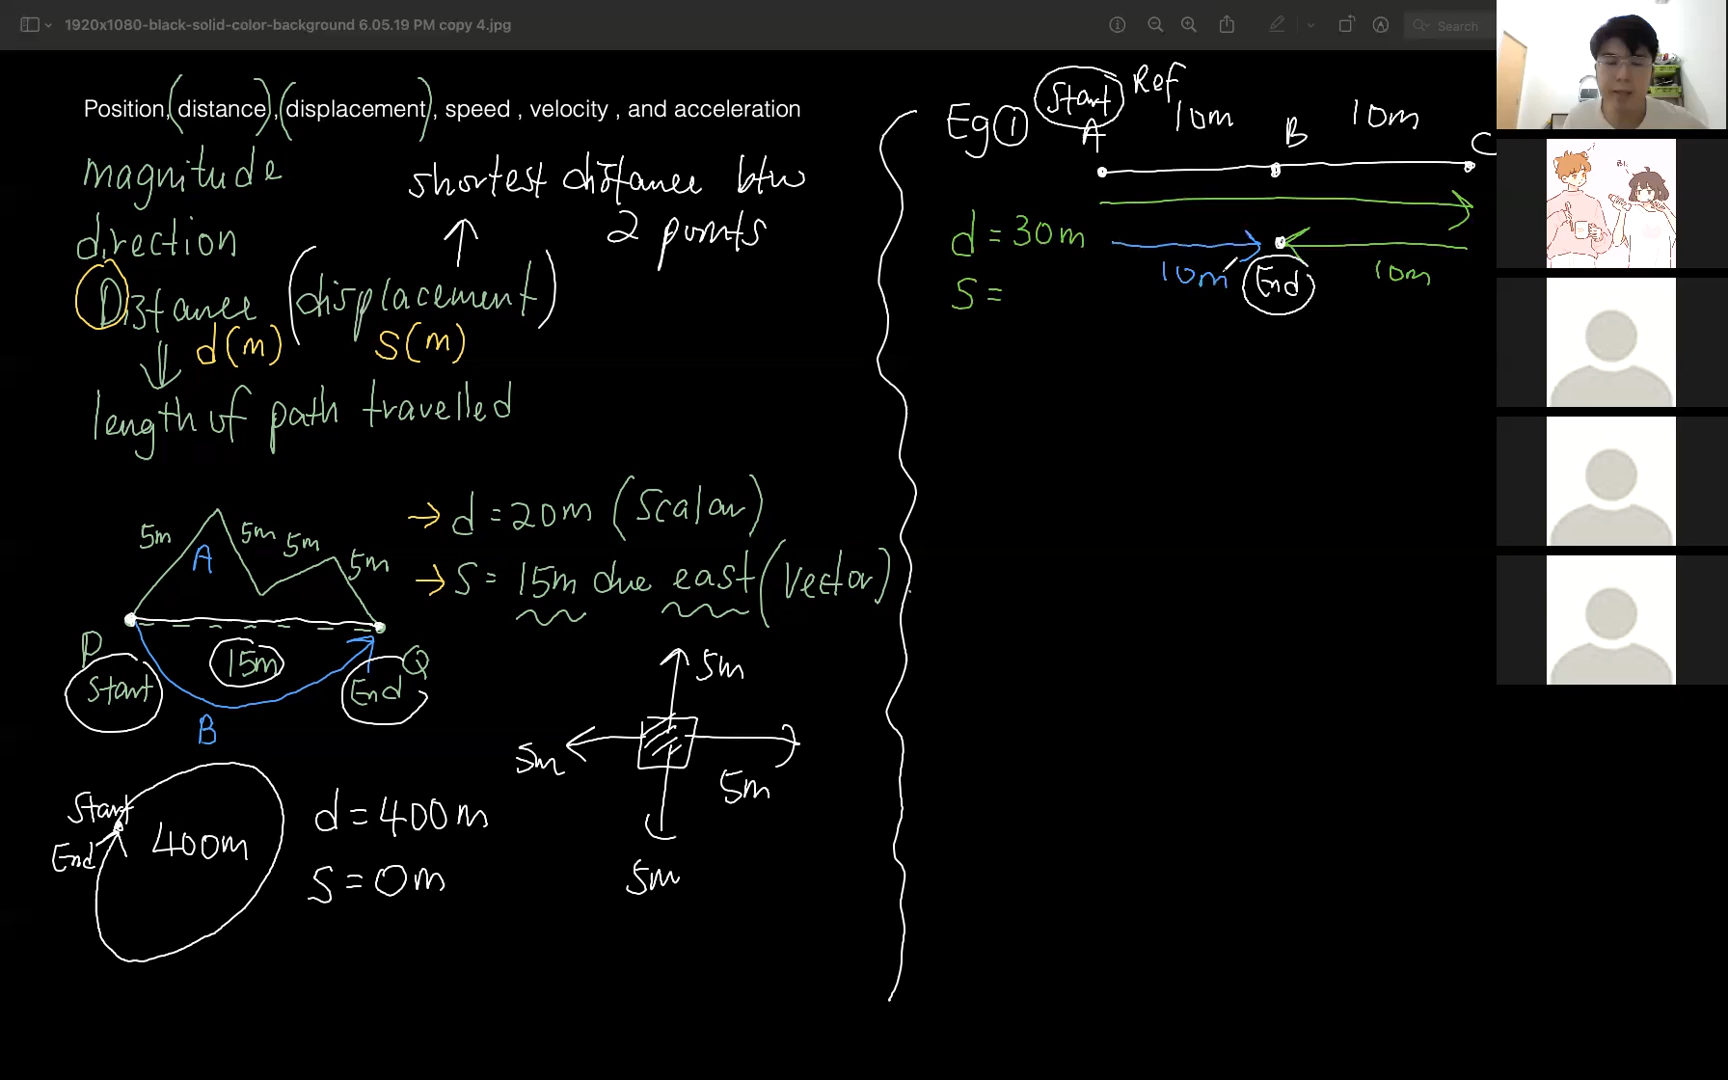 1920x1080-black-solid-color-background 6.05.19 PM copy 4.jpg
Search
Position, (distance), (displacement), speed , velocity , and acceleration
magnitude
direction
shortest distance btw
2 points
Distance (displacement)
d(m) S(m)
length of path travelled
5m 5m 5m 5m
A
P
15m
Q
Start
End
B
→ d = 20m (Scalar)
→ S = 15m due east (Vector)
5m
5m
5m
5m
Start
End
400m
d = 400m
S = 0m
Eg ① Start Ref
10m 10m
A B C
d = 30m
S =
10m End 10m